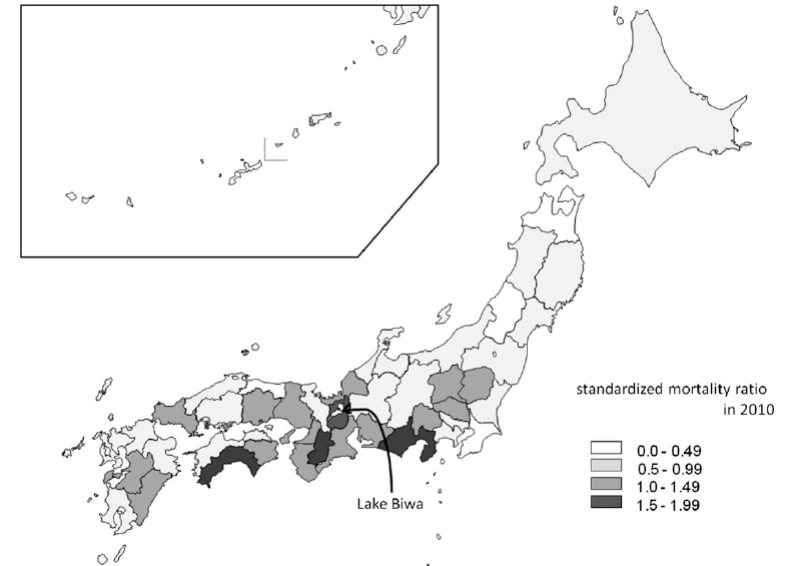 standardized mortality ratio
in 2010
0.0 - 0.49
0.5 - 0.99
1.0 - 1.49
1.5 - 1.99
Lake Biwa